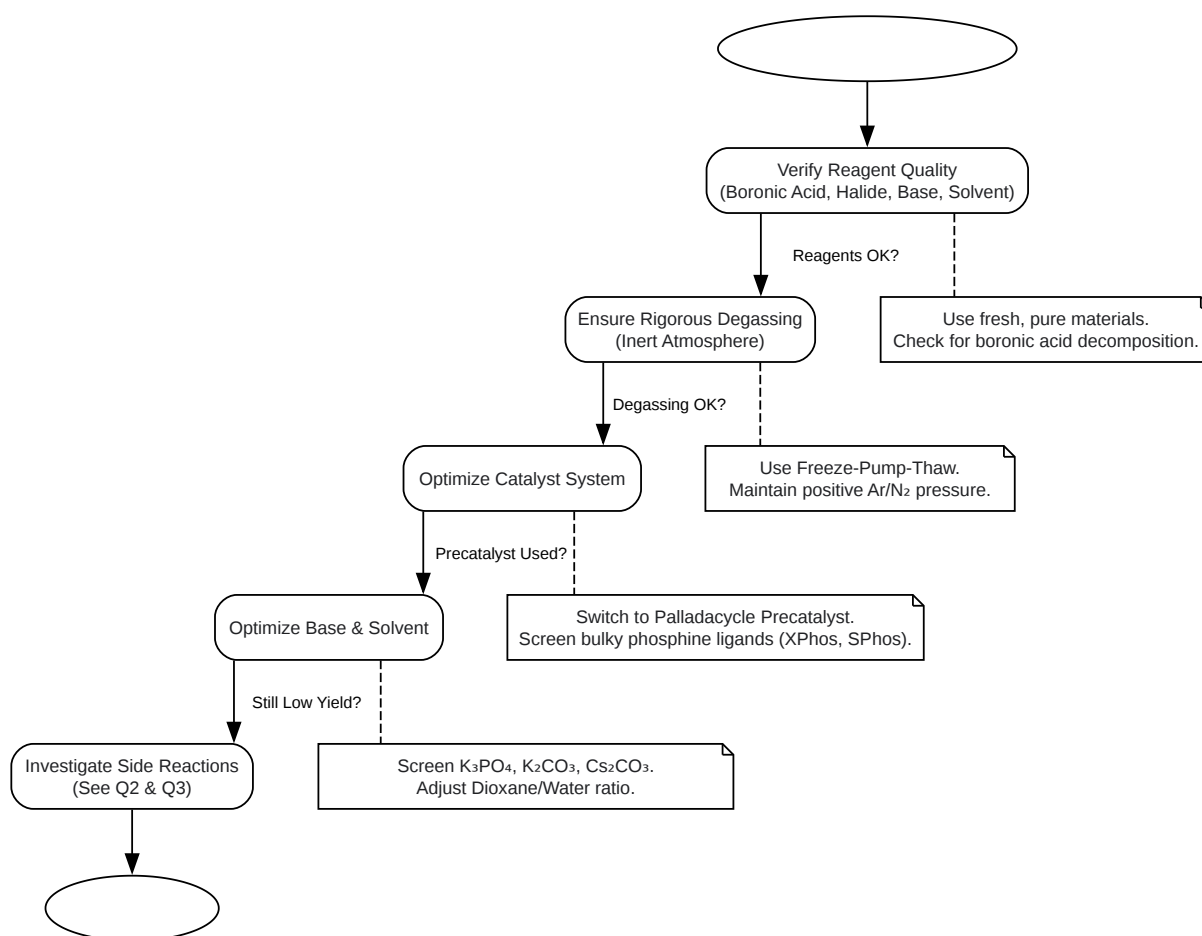 Verify Reagent Quality
(Boronic Acid, Halide, Base, Solvent)
Reagents OK?
Ensure Rigorous Degassing
(Inert Atmosphere)
Use fresh, pure materials.
Check for boronic acid decomposition.
Degassing OK?
Optimize Catalyst System
Use Freeze-Pump-Thaw.
Maintain positive Ar/N₂ pressure.
Precatalyst Used?
Optimize Base & Solvent
Switch to Palladacycle Precatalyst.
Screen bulky phosphine ligands (XPhos, SPhos).
Still Low Yield?
Investigate Side Reactions
(See Q2 & Q3)
Screen K₃PO₄, K₂CO₃, Cs₂CO₃.
Adjust Dioxane/Water ratio.